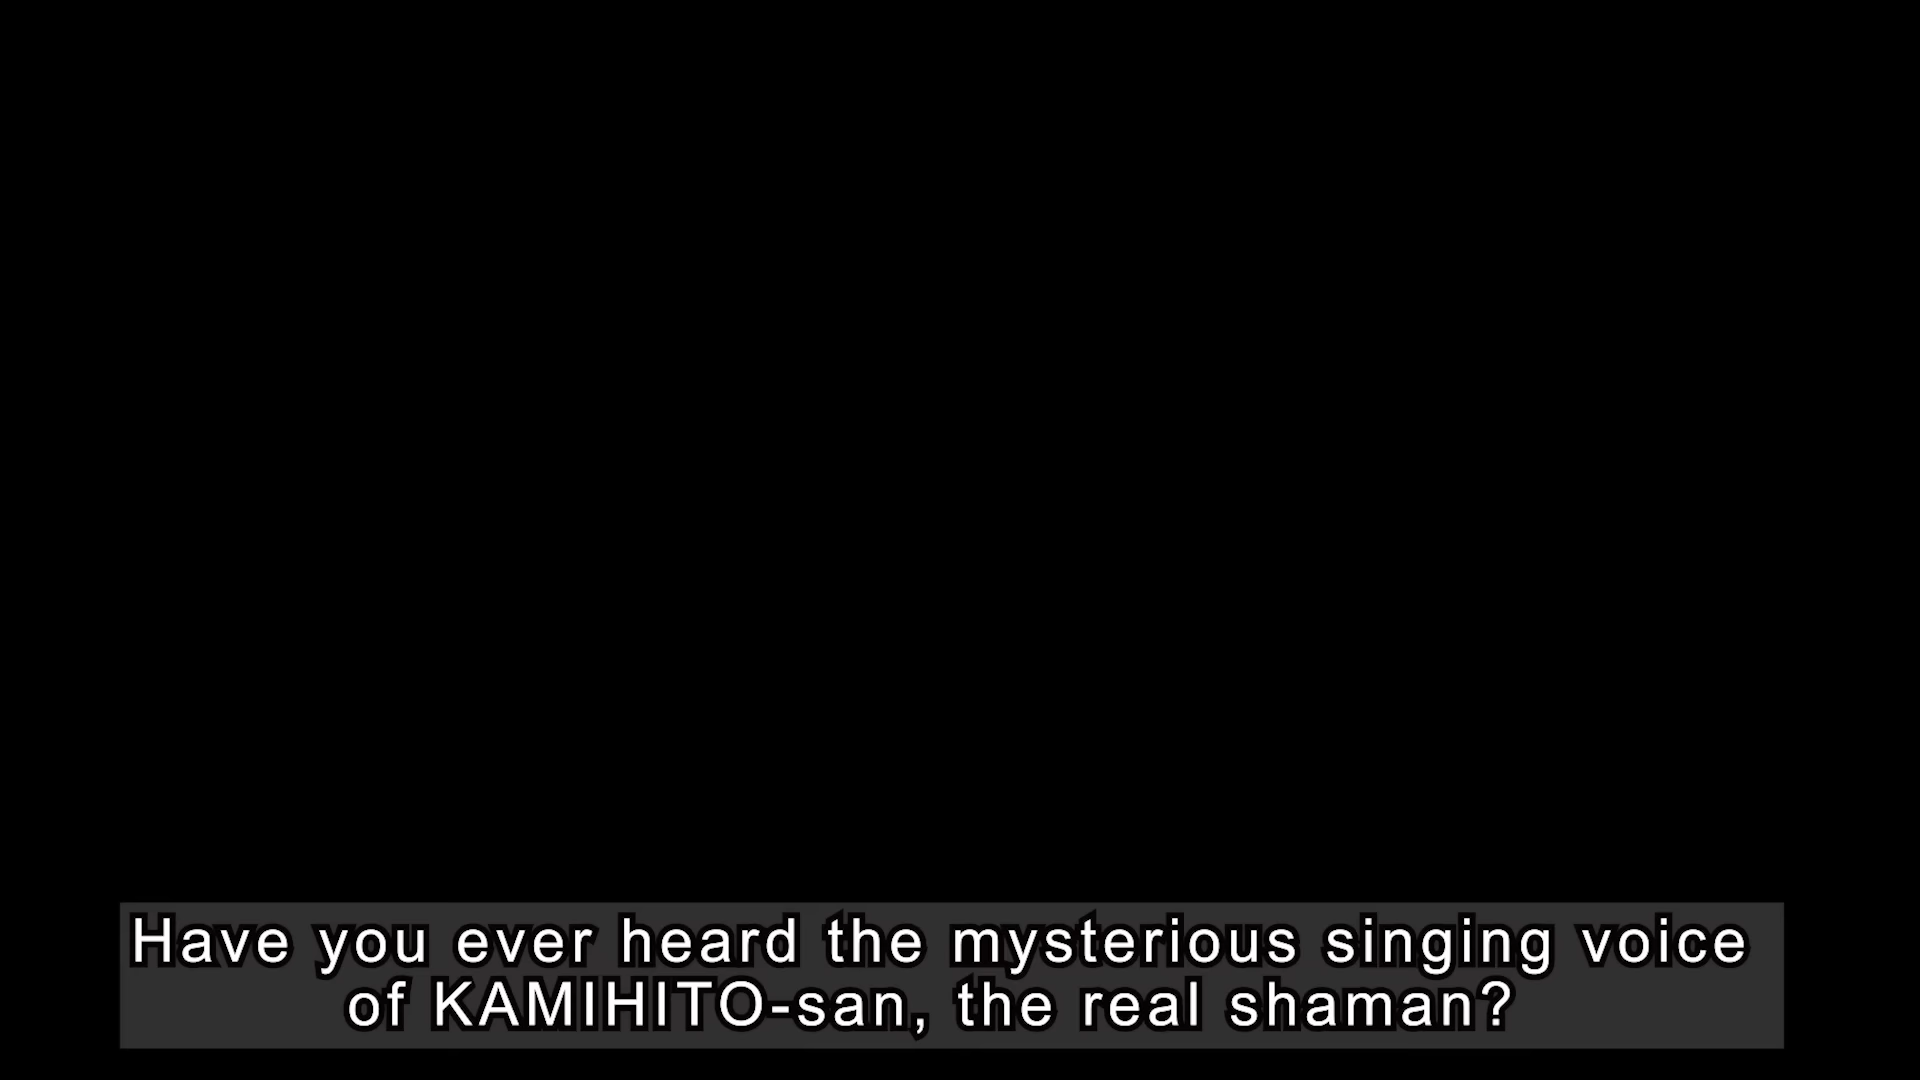 Have you ever heard the mysterious singing voice
of KAMIHITO-san, the real shaman?